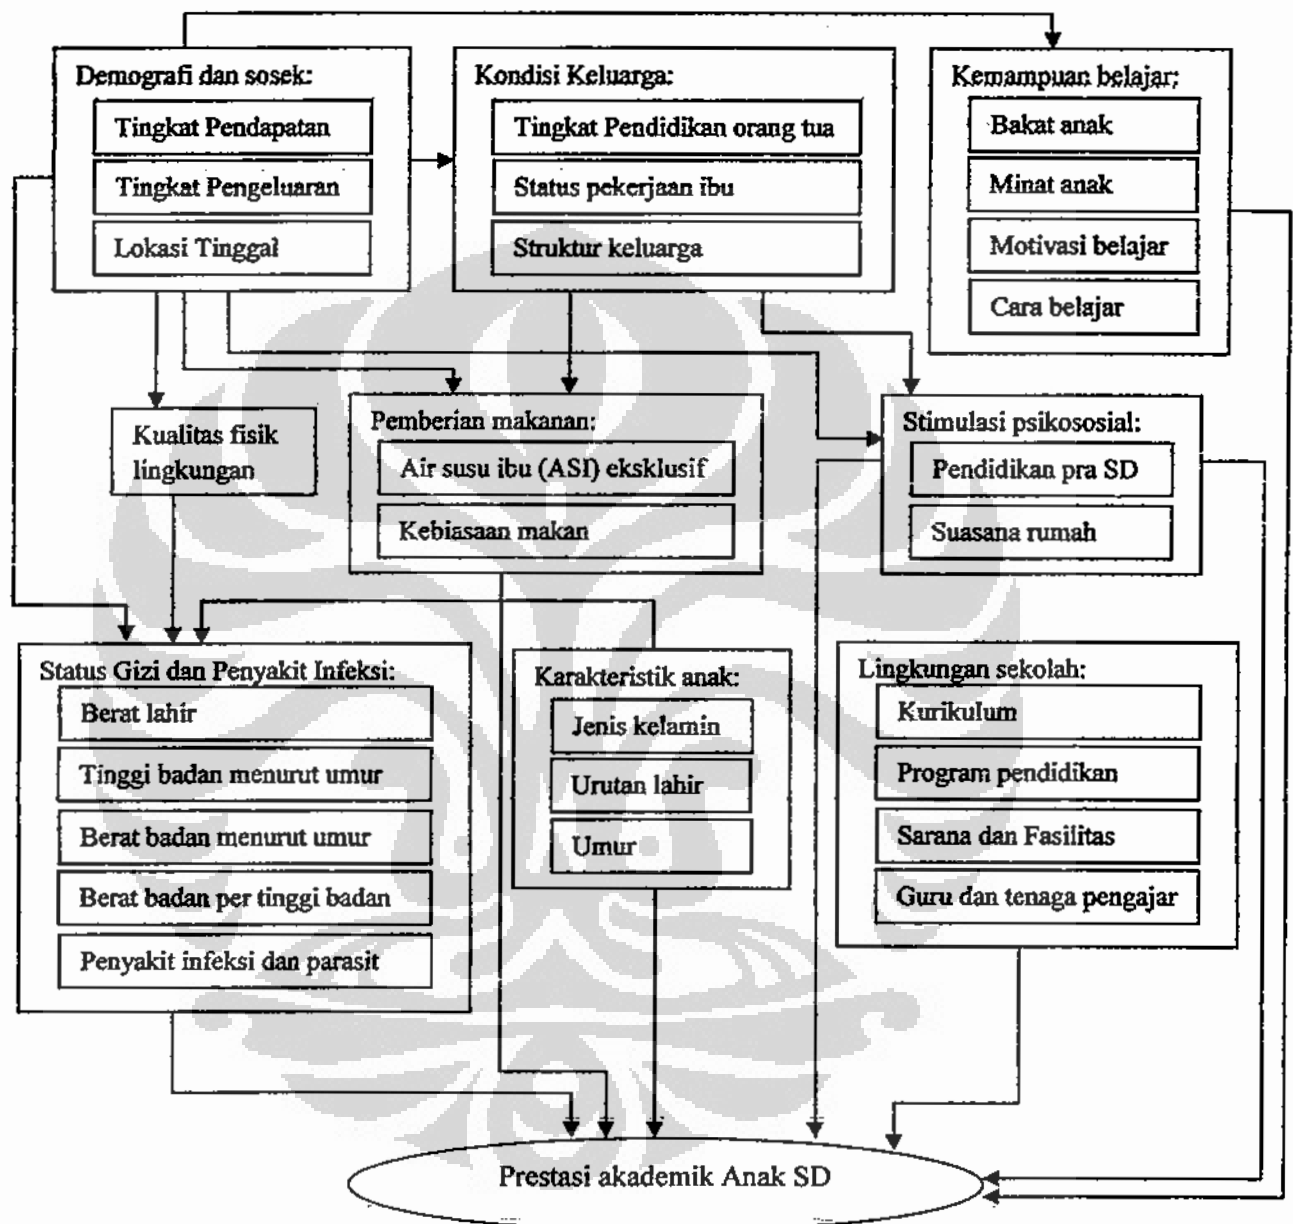 Demografi dan sosek:
Tingkat Pendapatan
Tingkat Pengeluaran
Lokasi Tinggal
Kondisi Keluarga:
Tingkat Pendidikan orang tua
Status pekerjaan ibu
Struktur keluarga
Kemampuan belajar:
Bakat anak
Minat anak
Motivasi belajar
Cara belajar
Kualitas fisik
lingkungan
Pemberian makanan:
Air susu ibu (ASI) eksklusif
Kebiasaan makan
Stimulasi psikososial:
Pendidikan pra SD
Suasana rumah
Status Gizi dan Penyakit Infeksi:
Berat lahir
Tinggi badan menurut umur
Berat badan menurut umur
Berat badan per tinggi badan
Penyakit infeksi dan parasit
Karakteristik anak:
Jenis kelamin
Urutan lahir
Umur
Lingkungan sekolah:
Kurikulum
Program pendidikan
Sarana dan Fasilitas
Guru dan tenaga pengajar
Prestasi akademik Anak SD